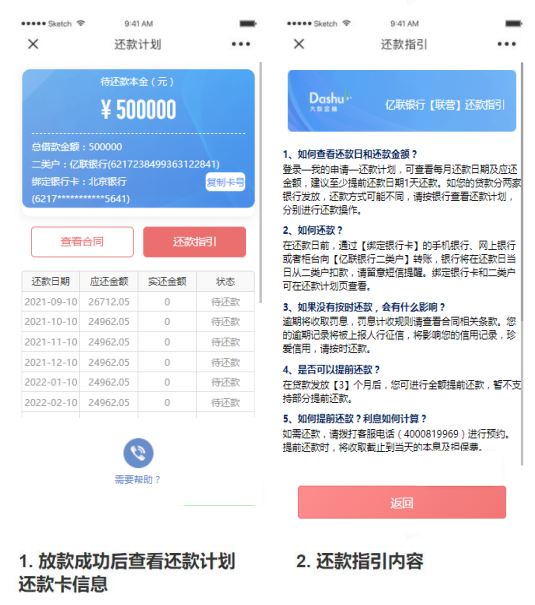 Sketch 9:41 AM
还款计划
待还款本金（元）
¥ 500000
总借款金额：500000
二类户：亿联银行(6217238499363122841)
绑定银行卡：北京银行
复制卡号
(6217***********5641)
查看合同
还款指引
还款日期 应还金额 实还金额 状态
2021-09-10 26712.05 0 待还款
2021-10-10 24962.05 0 待还款
2021-11-10 24962.05 0 待还款
2021-12-10 24962.05 0 待还款
2022-01-10 24962.05 0 待还款
2022-02-10 24962.05 0 待还款
需要帮助？
1. 放款成功后查看还款计划
还款卡信息
Sketch 9:41 AM
还款指引
Dashu
大数金融
亿联银行【联营】还款指引
1、如何查看还款日和还款金额？
登录—我的申请—还款计划，可查看每月还款日期及应还
金额，建议至少提前还款日期1天还款。如您的贷款分两家
银行发放，还款方式可能不同，请按银行查看还款计划，
分别进行还款操作。
2、如何还款？
在还款日前，通过【绑定银行卡】的手机银行、网上银行
或者柜台向【亿联银行二类户】转账，银行将在还款日当
日从二类户扣款，请留意短信提醒。绑定银行卡和二类户
可在还款计划页查看。
3、如果没有按时还款，会有什么影响？
逾期将收取罚息，罚息计收规则请查看合同相关条款。您
的逾期记录将被上报人行征信，将影响您的信用记录，珍
爱信用，请按时还款。
4、是否可以提前还款？
在贷款发放【3】个月后，您可进行全额提前还款，暂不支
持部分提前还款。
5、如何提前还款？利息如何计算？
如需还款，请拨打客服电话（4000819969）进行预约。
提前还款时，将收取截止到当天的本息及担保费。
返回
2. 还款指引内容